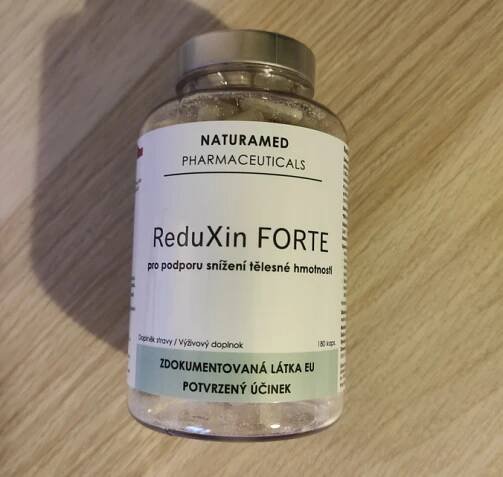 NATURAMED
PHARMACEUTICALS
ReduXin FORTE
pro podporu snížení tělesné hmotnosti
Doplněk stravy / Výživový doplnok
180 kaps.
ZDOKUMENTOVANÁ LÁTKA EU
POTVRZENÝ ÚČINEK